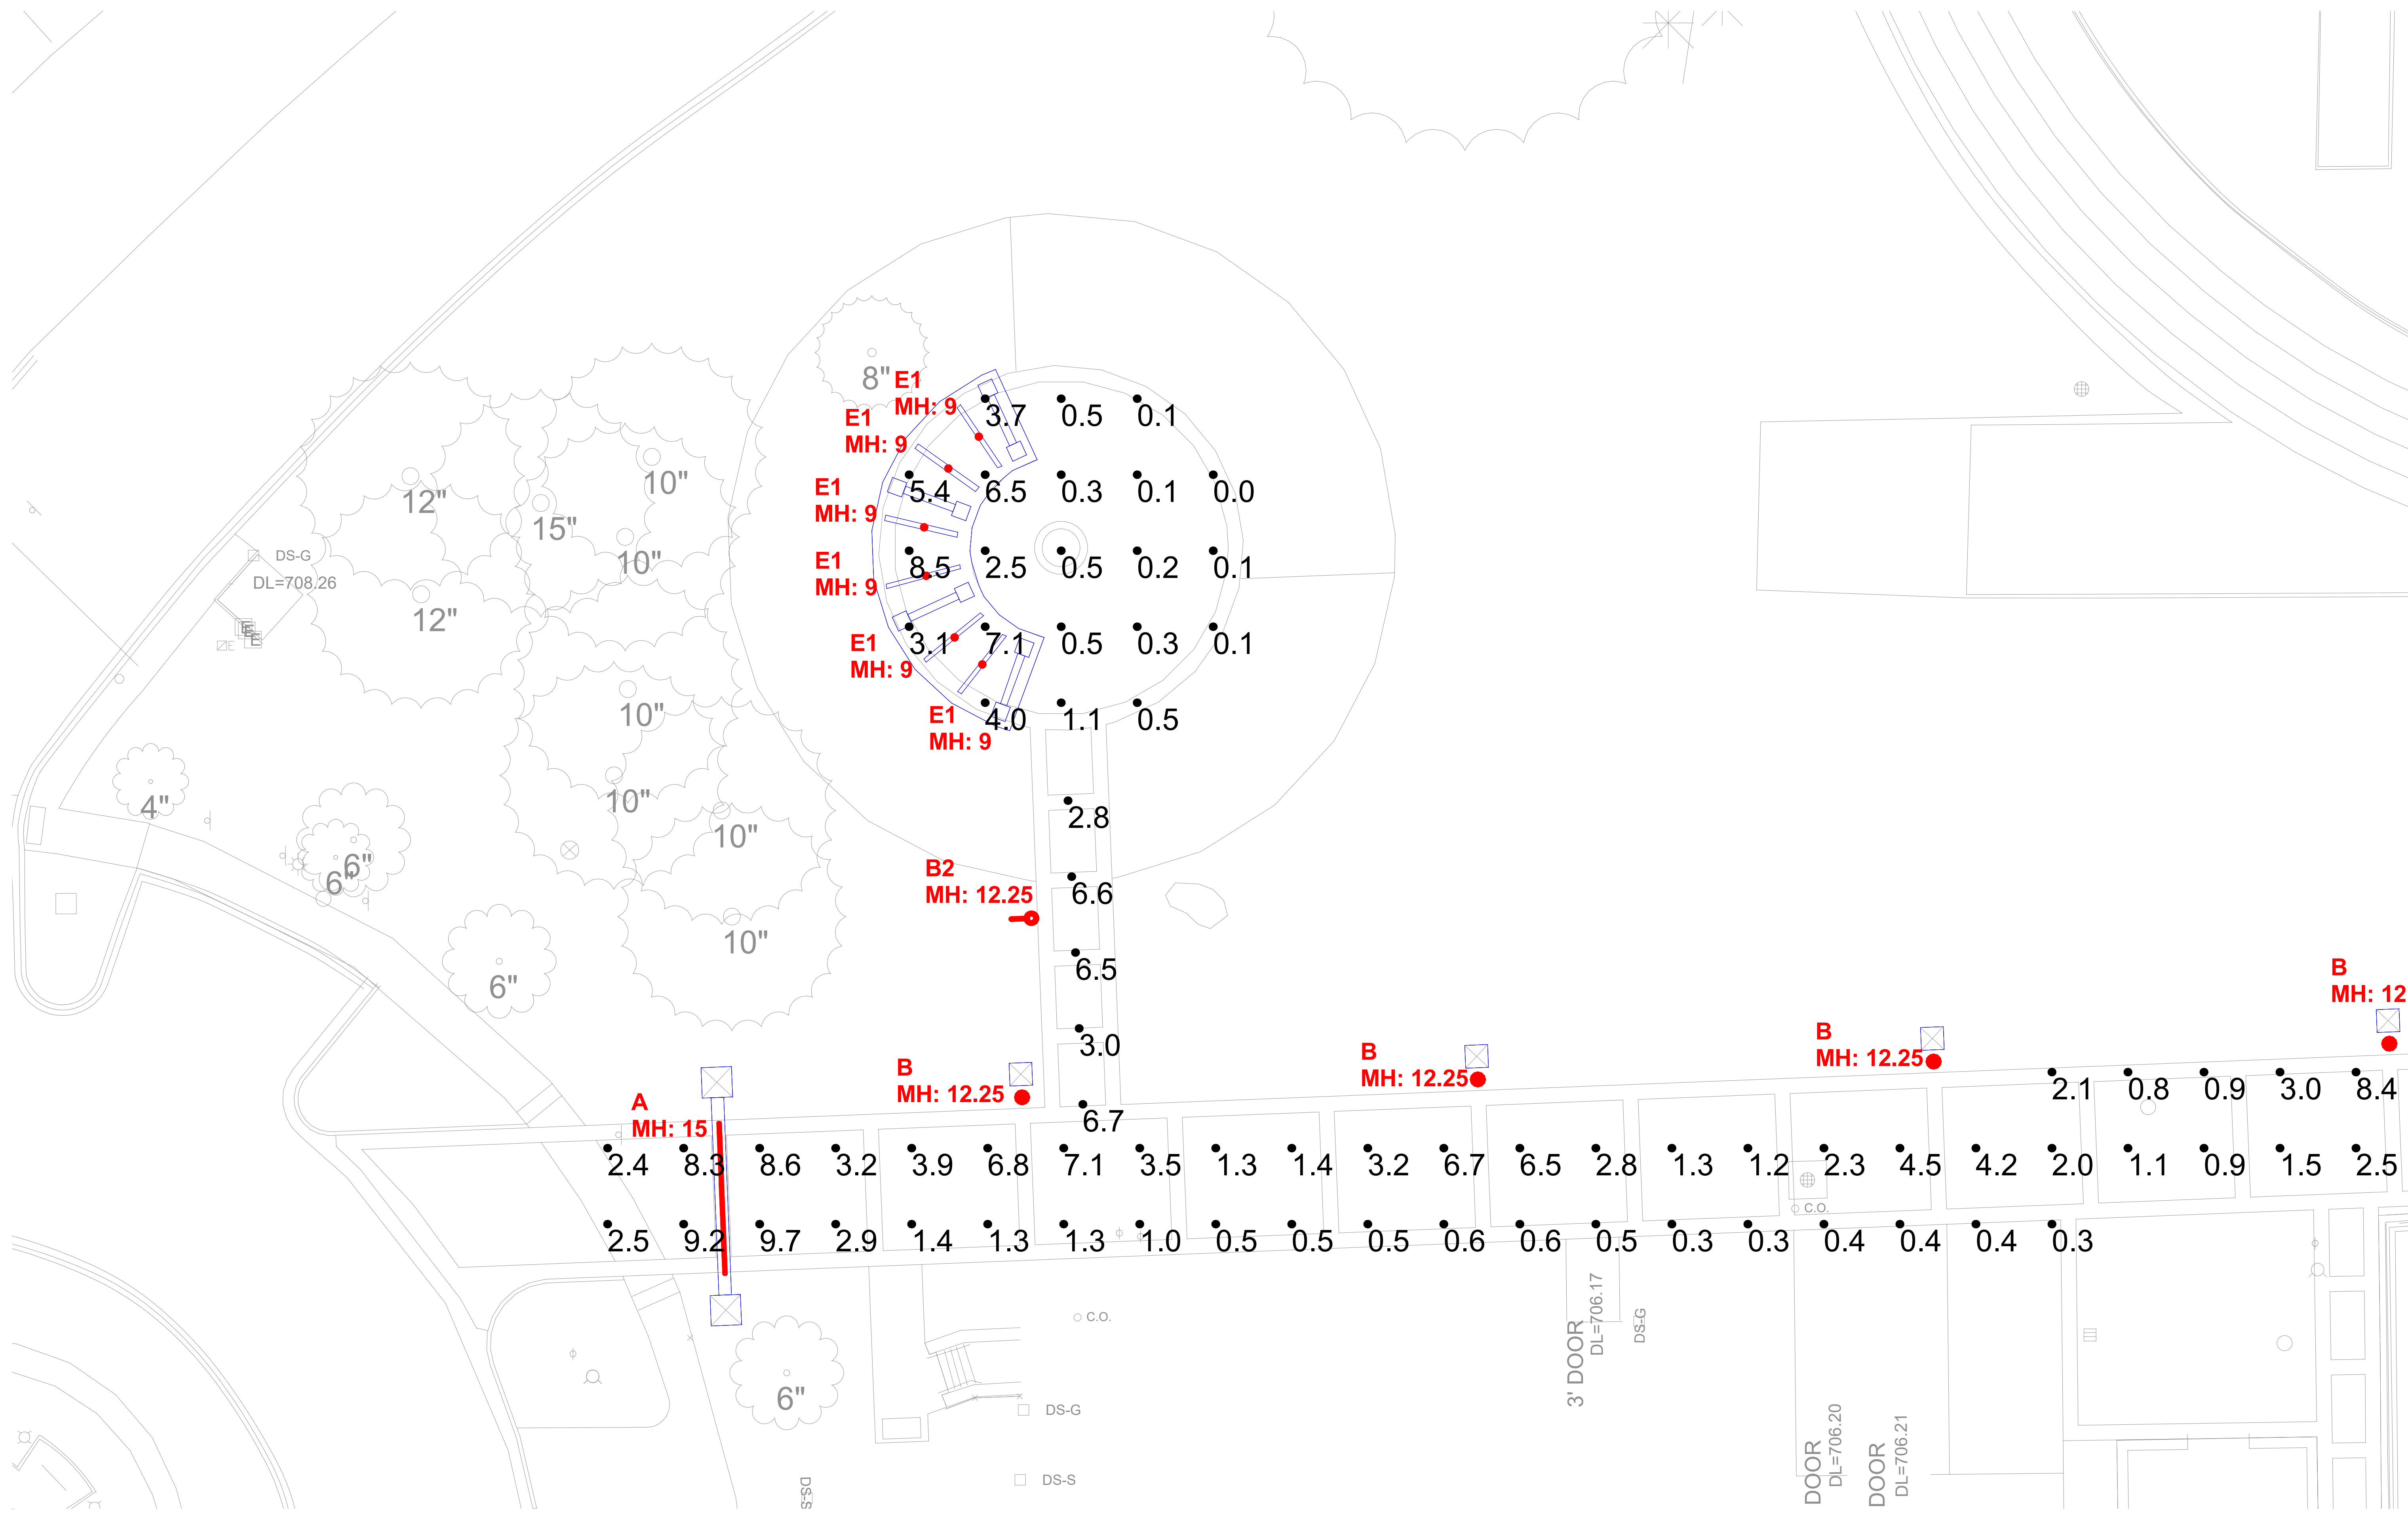 8"
E1
MH: 9
3.7 0.5 0.1
E1
MH: 9
10"
12"
E1
MH: 9
5.4 6.5 0.3 0.1 0.0
15"
10"
DS-G
DL=708.26
E1
MH: 9
8.5 2.5 0.5 0.2 0.1
12"
E
E
E
E
E1
MH: 9
3.1 7.1 0.5 0.3 0.1
10"
E1
MH: 9
4.0 1.1 0.5
4"
10"
2.8
10"
6"
6"
B2
MH: 12.25
6.6
10"
6.5
6"
B
MH: 12
3.0
B
MH: 12.25
B
MH: 12.25
B
MH: 12.25
2.1 0.8 0.9 3.0 8.4
A
MH: 15
6.7
2.4 8.3 8.6 3.2 3.9 6.8 7.1 3.5 1.3 1.4 3.2 6.7 6.5 2.8 1.3 1.2 2.3 4.5 4.2 2.0 1.1 0.9 1.5 2.5
C.O.
2.5 9.2 9.7 2.9 1.4 1.3 1.3 1.0 0.5 0.5 0.5 0.6 0.6 0.5 0.3 0.3 0.4 0.4 0.4 0.3
C.O.
3' DOOR
DL=706.17
DS-G
6"
DS-G
DOOR
DL=706.20
DOOR
DL=706.21
DS-S
DS-S